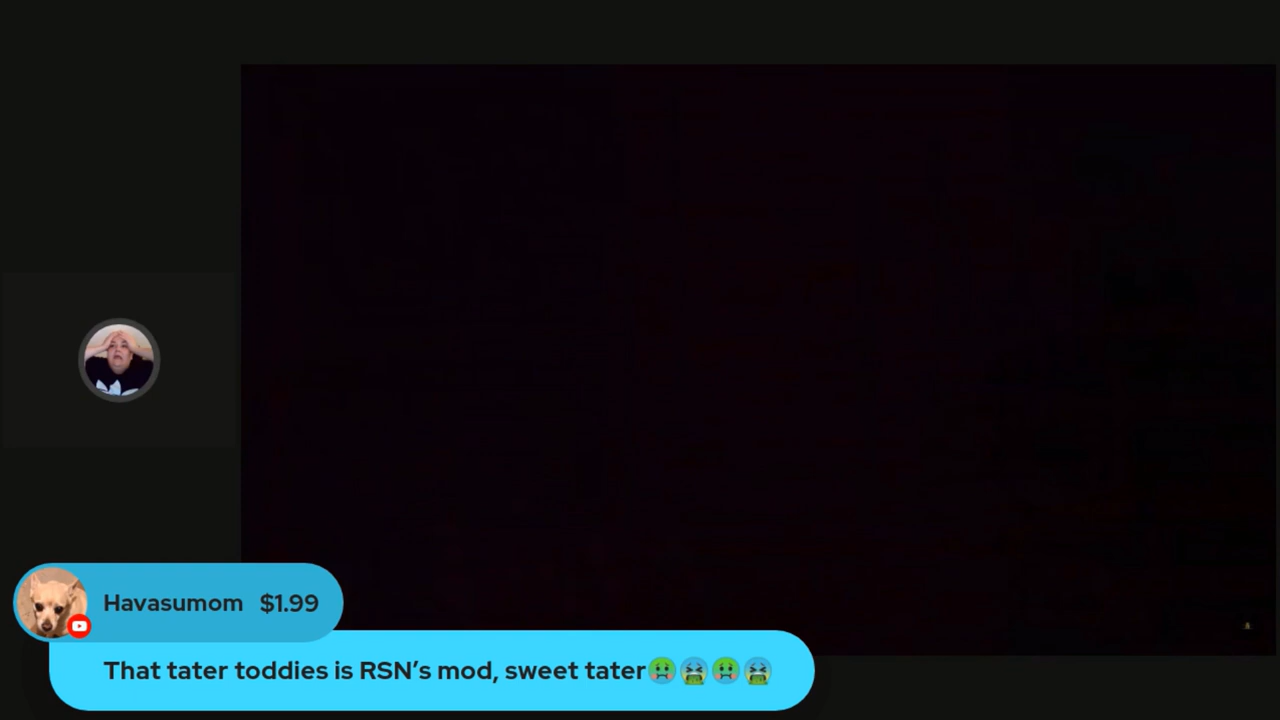 Havasumom $1.99
That tater toddies is RSN’s mod, sweet tater🤢🤮🤢🤮